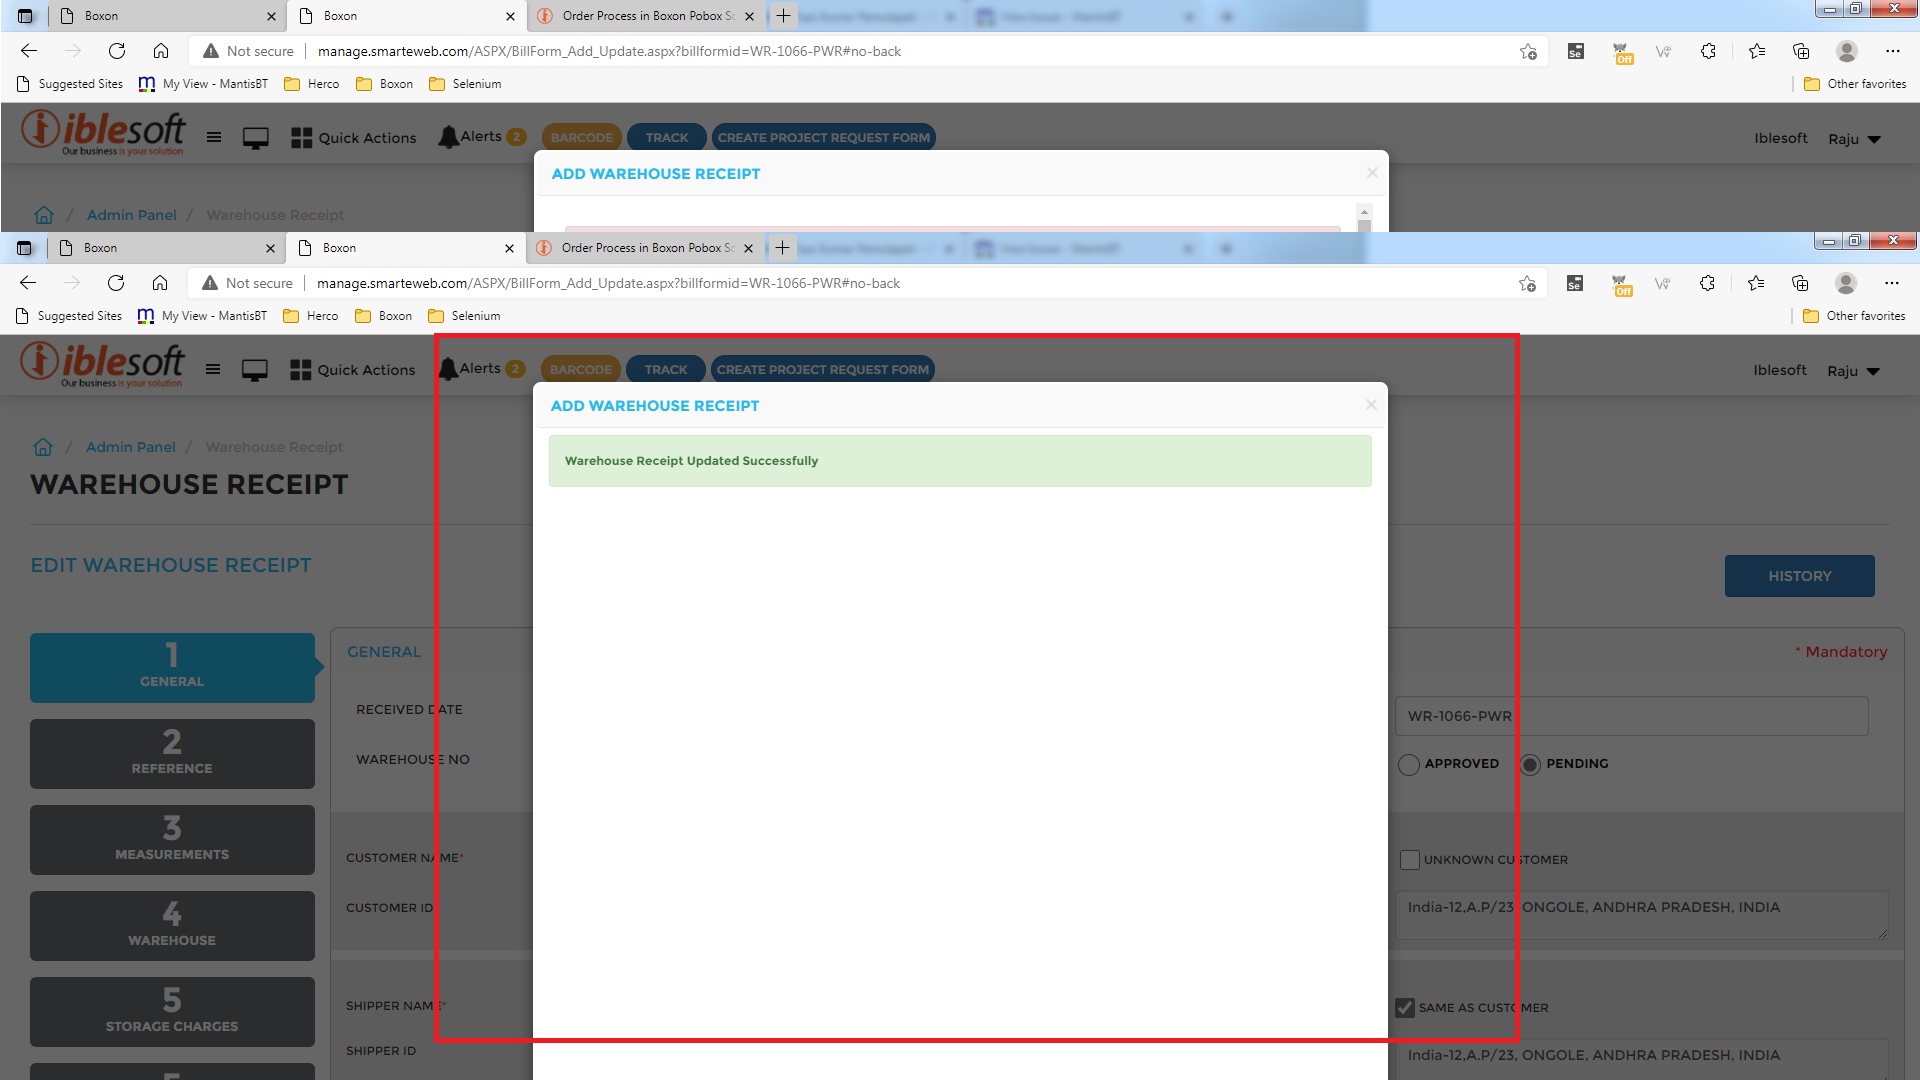 Boxon
Boxon
Order Process in Boxon Pobox Sc
Not secure
manage.smarteweb.com/ASPX/BillForm_Add_Update.aspx?billformid=WR-1066-PWR#no-back
Se
Off
Suggested Sites
My View - MantisBT
Herco
Boxon
Selenium
Other favorites
iblesoft
Our business is your solution
Quick Actions
Alerts 2
BARCODE
TRACK
CREATE PROJECT REQUEST FORM
Iblesoft
Raju
ADD WAREHOUSE RECEIPT
/ Admin Panel / Warehouse Receipt
Boxon
Boxon
Order Process in Boxon Pobox Sc
Not secure
manage.smarteweb.com/ASPX/BillForm_Add_Update.aspx?billformid=WR-1066-PWR#no-back
Se
Off
Suggested Sites
My View - MantisBT
Herco
Boxon
Selenium
Other favorites
iblesoft
Our business is your solution
Quick Actions
Alerts 2
BARCODE
TRACK
CREATE PROJECT REQUEST FORM
Iblesoft
Raju
ADD WAREHOUSE RECEIPT
/ Admin Panel / Warehouse Receipt
Warehouse Receipt Updated Successfully
WAREHOUSE RECEIPT
EDIT WAREHOUSE RECEIPT
HISTORY
1
GENERAL
GENERAL
* Mandatory
RECEIVED DATE
WR-1066-PWR
2
REFERENCE
WAREHOUSE NO
APPROVED
PENDING
3
MEASUREMENTS
CUSTOMER NAME*
UNKNOWN CUSTOMER
4
WAREHOUSE
CUSTOMER ID
India-12,A.P/23, ONGOLE, ANDHRA PRADESH, INDIA
5
STORAGE CHARGES
SHIPPER NAME*
SAME AS CUSTOMER
SHIPPER ID
India-12,A.P/23, ONGOLE, ANDHRA PRADESH, INDIA